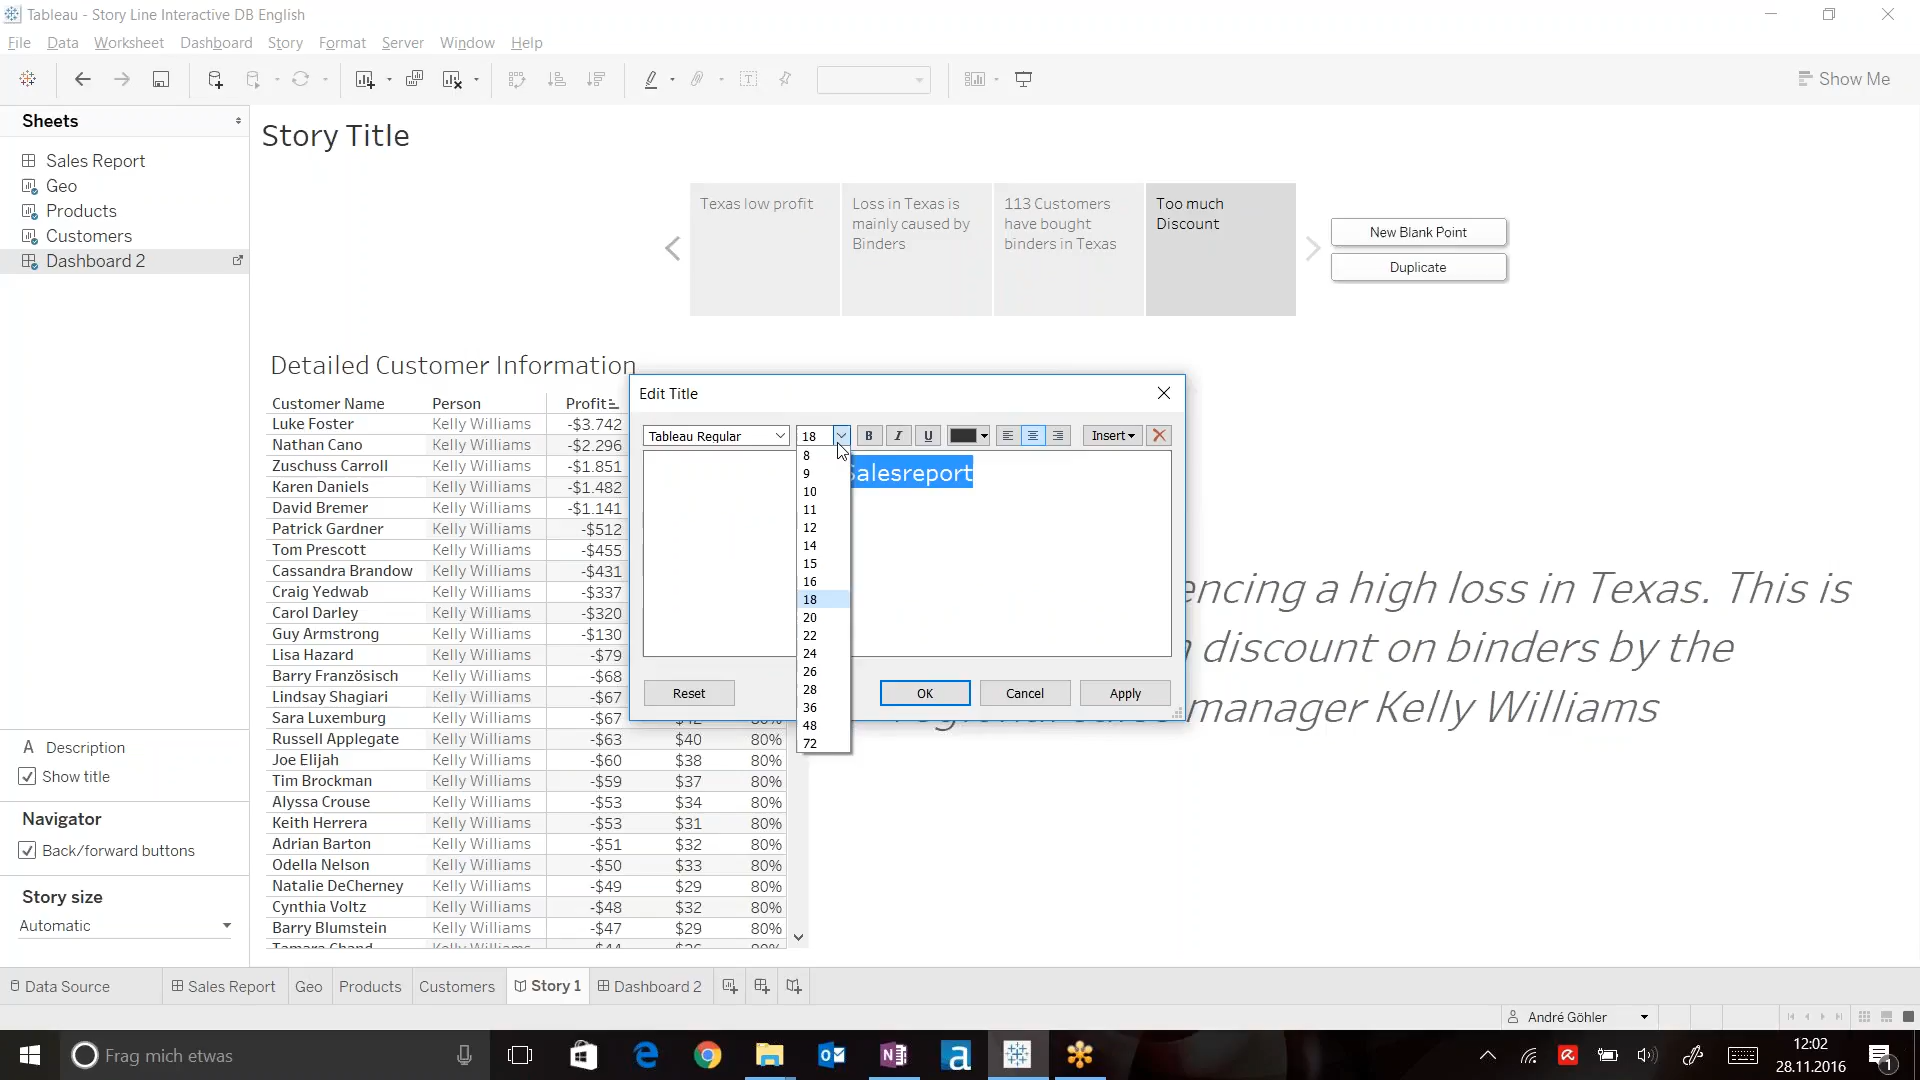 Tableau - Story Line Interactive DB English
File Data Worksheet Dashboard Story Format Server Window Help
Show Me
Sheets
Sales Report
Geo
Products
Customers
Dashboard 2
Story Title
Texas low profit
Loss in Texas is
mainly caused by
Binders
113 Customers
have bought
binders in Texas
Too much
Discount
New Blank Point
Duplicate
Detailed Customer Information
Customer Name Person Profit
Luke Foster Kelly Williams -$3.742
Nathan Cano Kelly Williams -$2.296
Zuschuss Carroll Kelly Williams -$1.851
Karen Daniels Kelly Williams -$1.482
David Bremer Kelly Williams -$1.141
Patrick Gardner Kelly Williams -$512
Tom Prescott Kelly Williams -$455
Cassandra Brandow Kelly Williams -$431
Craig Yedwab Kelly Williams -$337
Carol Darley Kelly Williams -$320
Guy Armstrong Kelly Williams -$130
Lisa Hazard Kelly Williams -$79
Barry Französisch Kelly Williams -$68
Lindsay Shagiari Kelly Williams -$67
Sara Luxemburg Kelly Williams -$67 $42 80%
Russell Applegate Kelly Williams -$63 $40 80%
Joe Elijah Kelly Williams -$60 $38 80%
Tim Brockman Kelly Williams -$59 $37 80%
Alyssa Crouse Kelly Williams -$53 $34 80%
Keith Herrera Kelly Williams -$53 $31 80%
Adrian Barton Kelly Williams -$51 $32 80%
Odella Nelson Kelly Williams -$50 $33 80%
Natalie DeCherney Kelly Williams -$49 $29 80%
Cynthia Voltz Kelly Williams -$48 $32 80%
Barry Blumstein Kelly Williams -$47 $29 80%
Tamara Chand Kelly Williams
Edit Title
Tableau Regular 18 B I U Insert
Salesreport
8
9
10
11
12
14
15
16
18
20
22
24
26
28
36
48
72
Reset OK Cancel Apply
encing a high loss in Texas. This is
discount on binders by the
manager Kelly Williams
A Description
Show title
Navigator
Back/forward buttons
Story size
Automatic
Data Source Sales Report Geo Products Customers Story 1 Dashboard 2
André Göhler
Frag mich etwas
12:02
28.11.2016
1